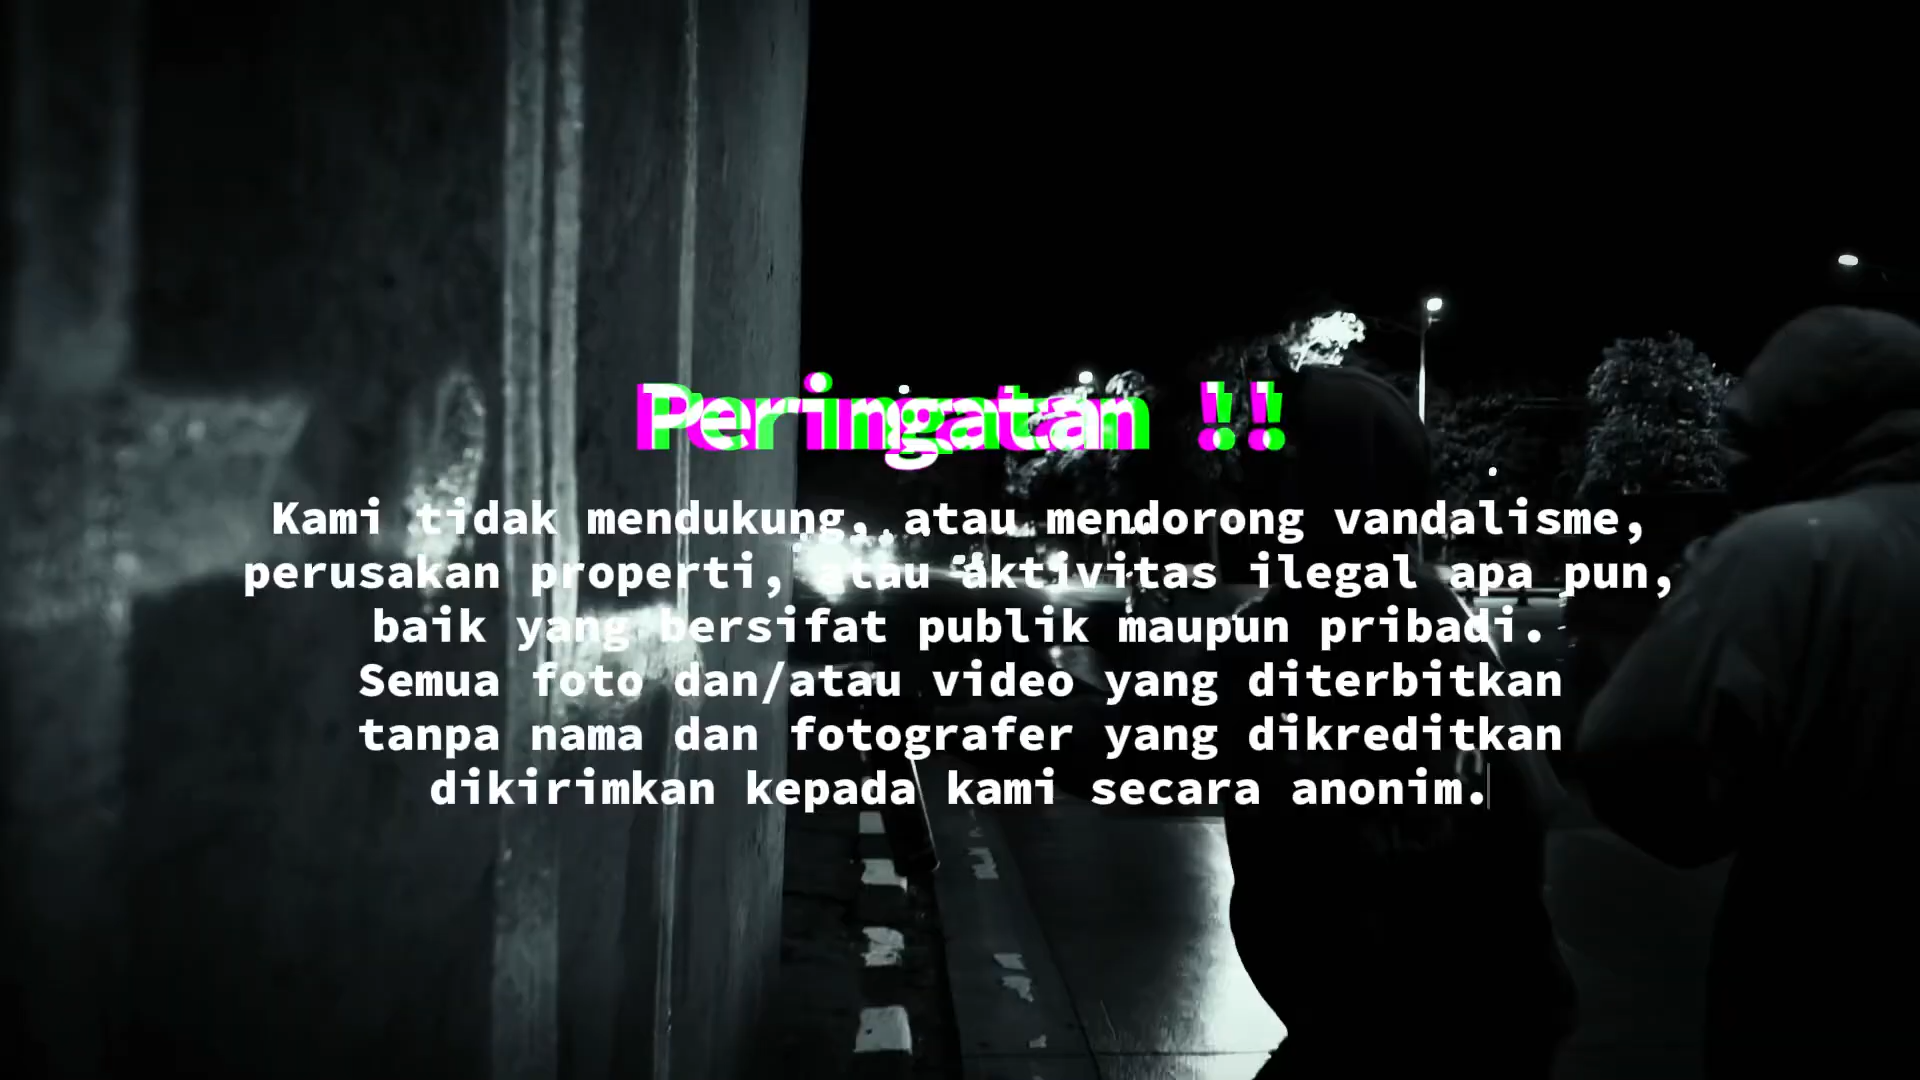 Peringatan !!
Kami tidak mendukung, atau mendorong vandalisme,
perusakan properti, atau aktivitas ilegal apa pun,
baik yang bersifat publik maupun pribadi.
Semua foto dan/atau video yang diterbitkan
tanpa nama dan fotografer yang dikreditkan
dikirimkan kepada kami secara anonim.